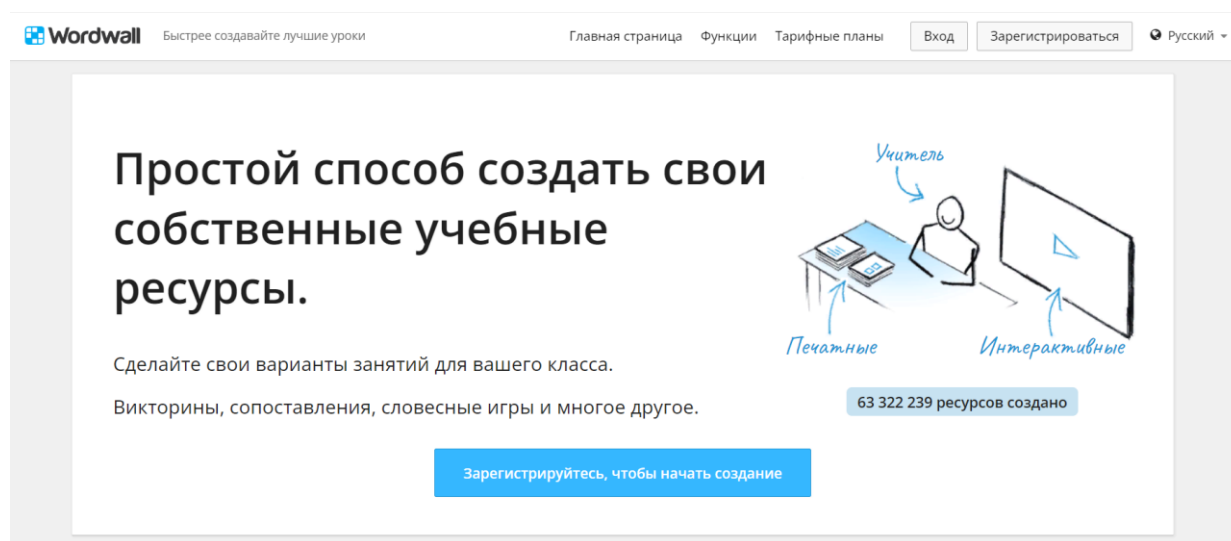 Wordwall Быстрее создавайте лучшие уроки Главная страница Функции Тарифные планы Вход Зарегистрироваться Русский
Простой способ создать свои
собственные учебные
ресурсы.
Сделайте свои варианты занятий для вашего класса.
Викторины, сопоставления, словесные игры и многое другое.
Зарегистрируйтесь, чтобы начать создание
Учитель
Печатные
Интерактивные
63 322 239 ресурсов создано